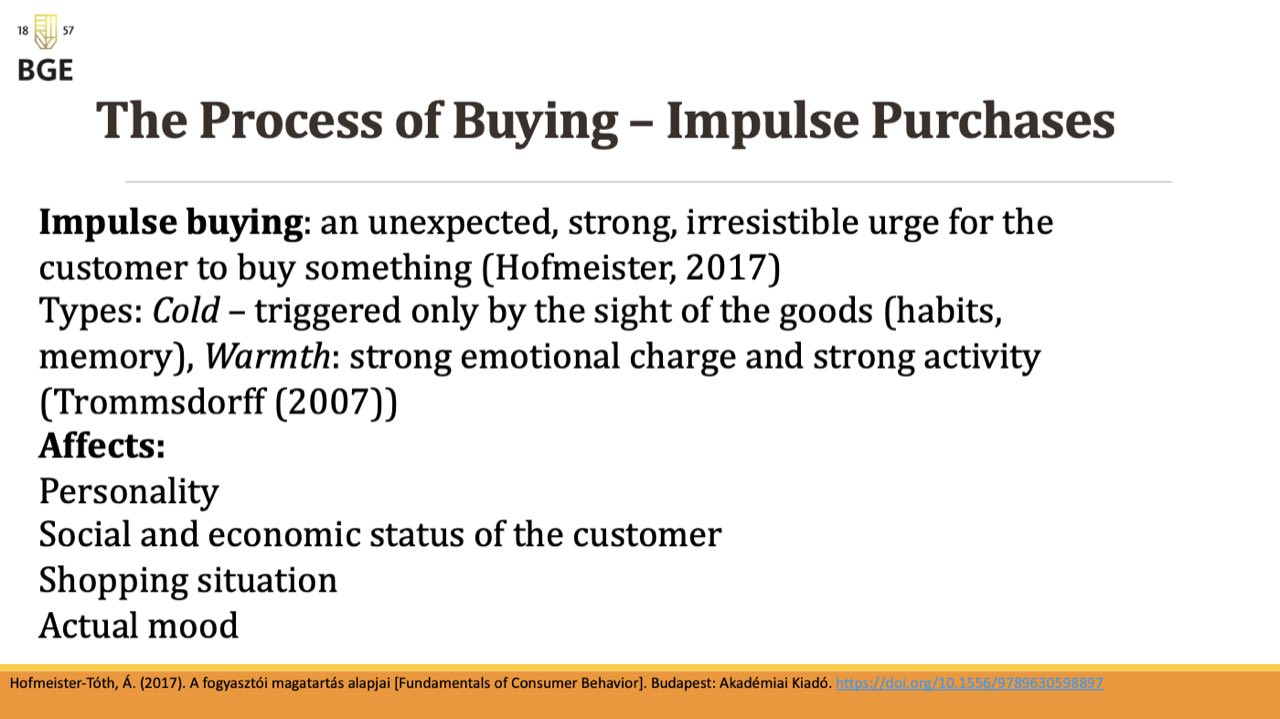 18 57
BGE
The Process of Buying – Impulse Purchases
Impulse buying: an unexpected, strong, irresistible urge for the
customer to buy something (Hofmeister, 2017)
Types: Cold – triggered only by the sight of the goods (habits,
memory), Warmth: strong emotional charge and strong activity
(Trommsdorff (2007))
Affects:
Personality
Social and economic status of the customer
Shopping situation
Actual mood
Hofmeister-Tóth, Á. (2017). A fogyasztói magatartás alapjai [Fundamentals of Consumer Behavior]. Budapest: Akadémiai Kiadó. https://doi.org/10.1556/9789630598897